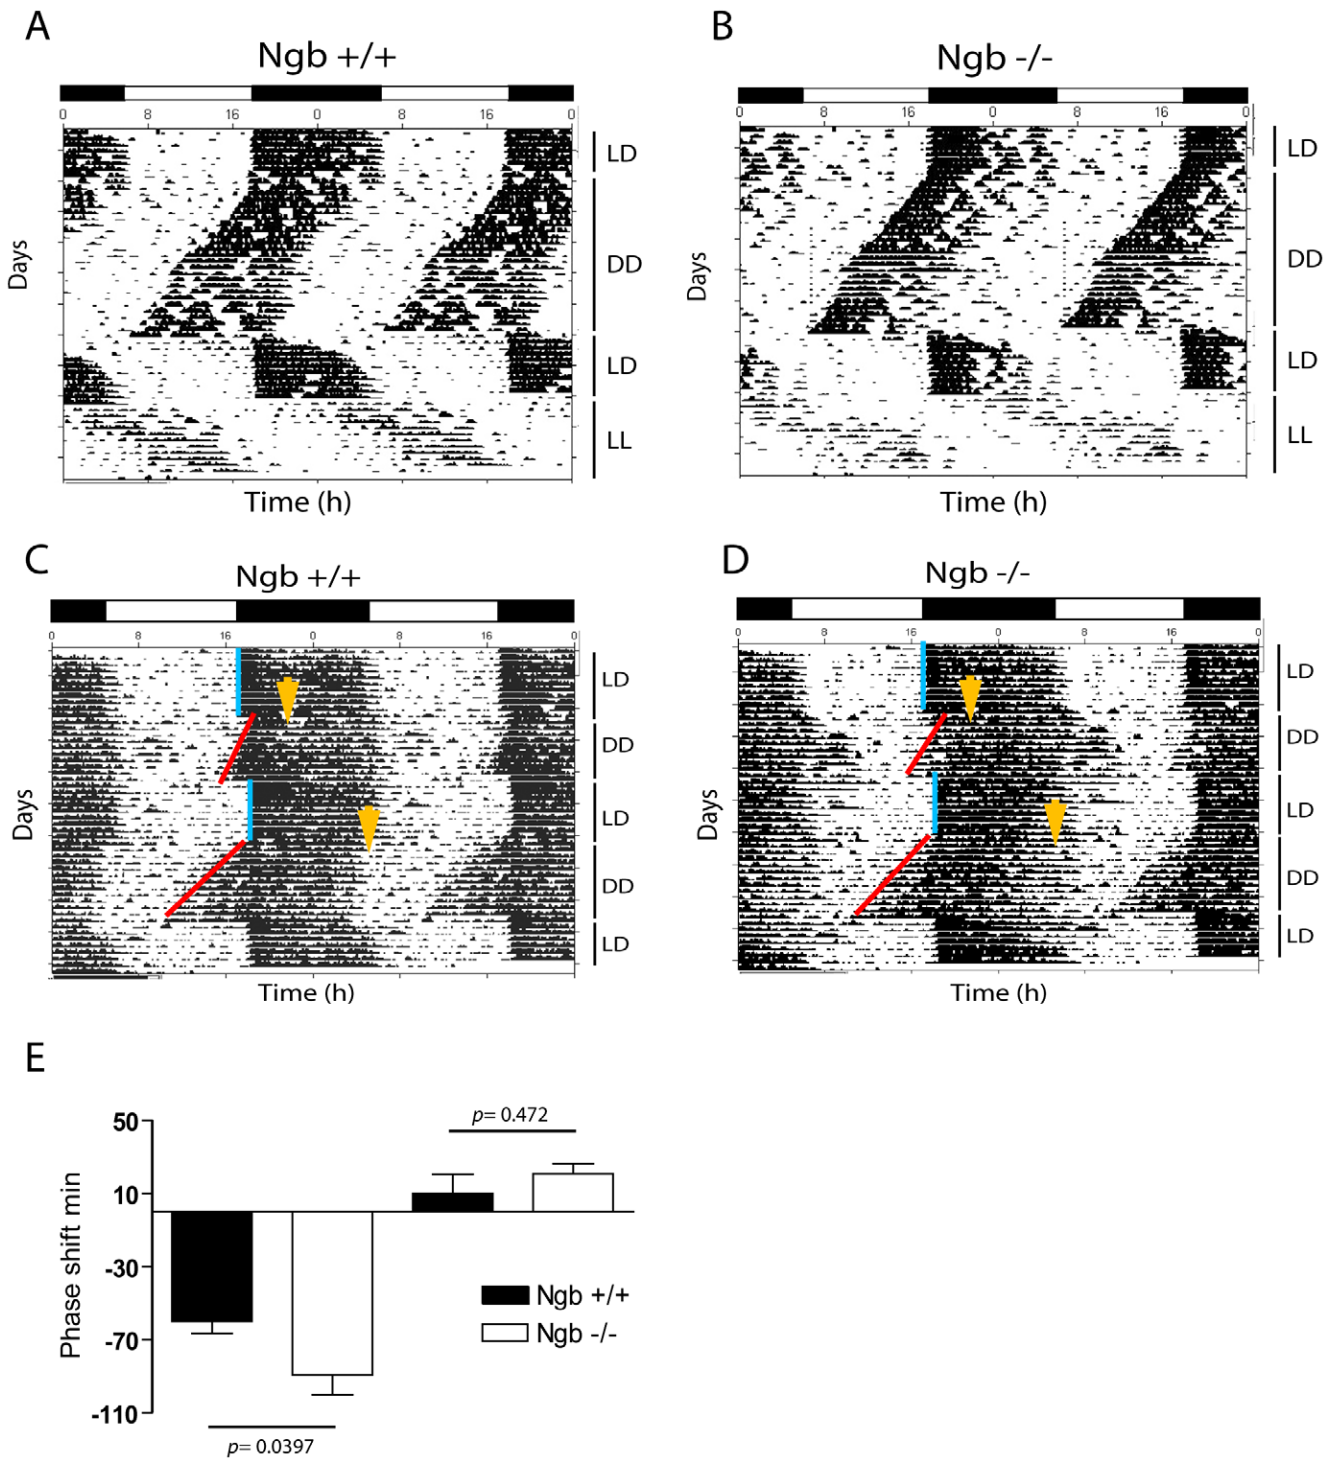 A
Ngb +/+
0 8 16 0 8 16 0
Days
LD
DD
LD
LL
Time (h)
B
Ngb -/-
0 8 16 0 8 16 0
Days
LD
DD
LD
LL
Time (h)
C
Ngb +/+
0 8 16 0 8 16 0
Days
LD
DD
LD
DD
LD
Time (h)
D
Ngb -/-
0 8 16 0 8 16 0
Days
LD
DD
LD
DD
LD
Time (h)
E
Phase shift min
50
10
-30
-70
-110
p= 0.472
p= 0.0397
Ngb +/+
Ngb -/-